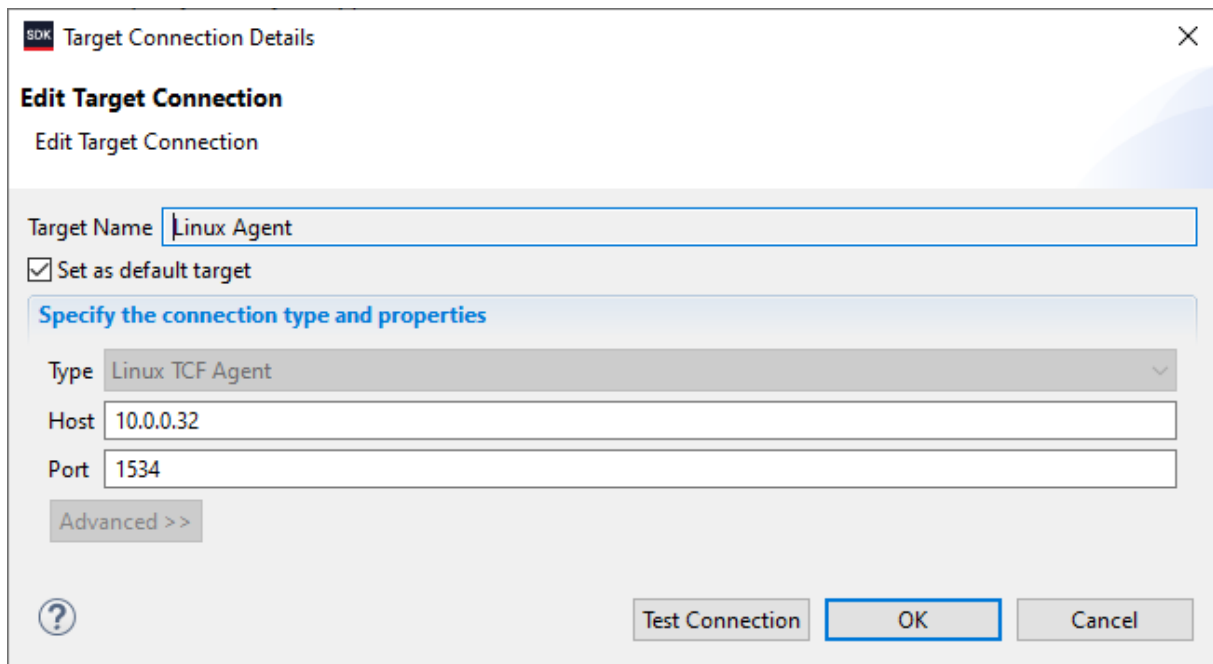 SDK Target Connection Details
Edit Target Connection
Edit Target Connection
Target Name Linux Agent
Set as default target
Specify the connection type and properties
Type Linux TCF Agent
Host 10.0.0.32
Port 1534
Advanced >>
? Test Connection OK Cancel